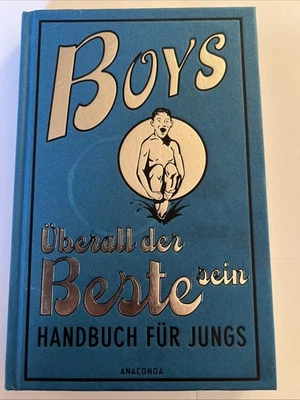 BOYS
Überall der
Beste sein
HANDBUCH FÜR JUNGS
ANACONDA